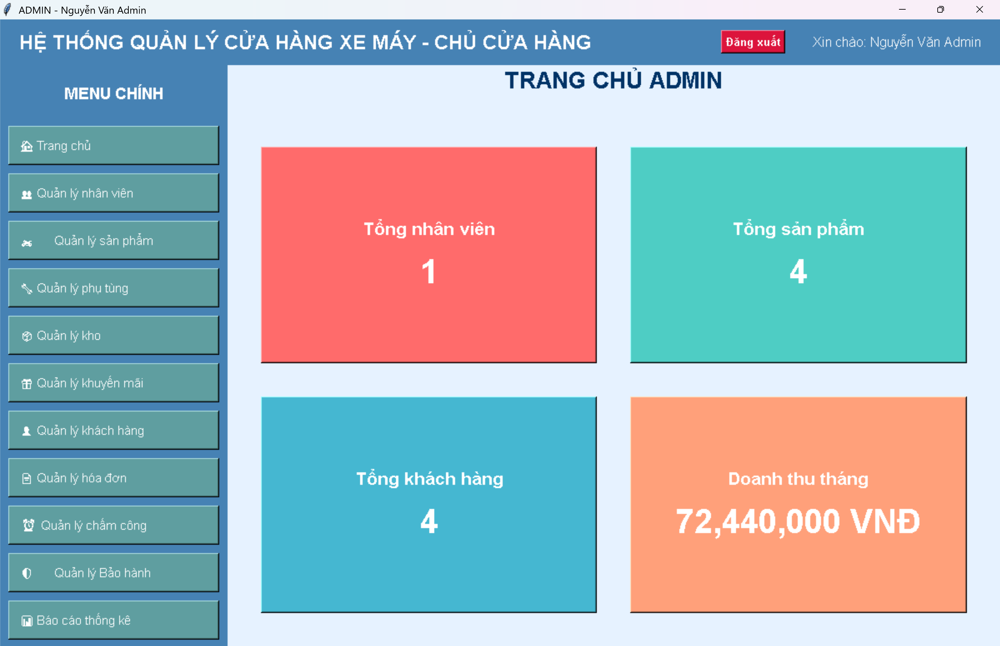 ADMIN - Nguyễn Văn Admin
HỆ THỐNG QUẢN LÝ CỬA HÀNG XE MÁY - CHỦ CỬA HÀNG
Đăng xuất
Xin chào: Nguyễn Văn Admin
MENU CHÍNH
Trang chủ
Quản lý nhân viên
Quản lý sản phẩm
Quản lý phụ tùng
Quản lý kho
Quản lý khuyến mãi
Quản lý khách hàng
Quản lý hóa đơn
Quản lý chấm công
Quản lý Bảo hành
Báo cáo thống kê
TRANG CHỦ ADMIN
Tổng nhân viên
1
Tổng sản phẩm
4
Tổng khách hàng
4
Doanh thu tháng
72,440,000 VNĐ